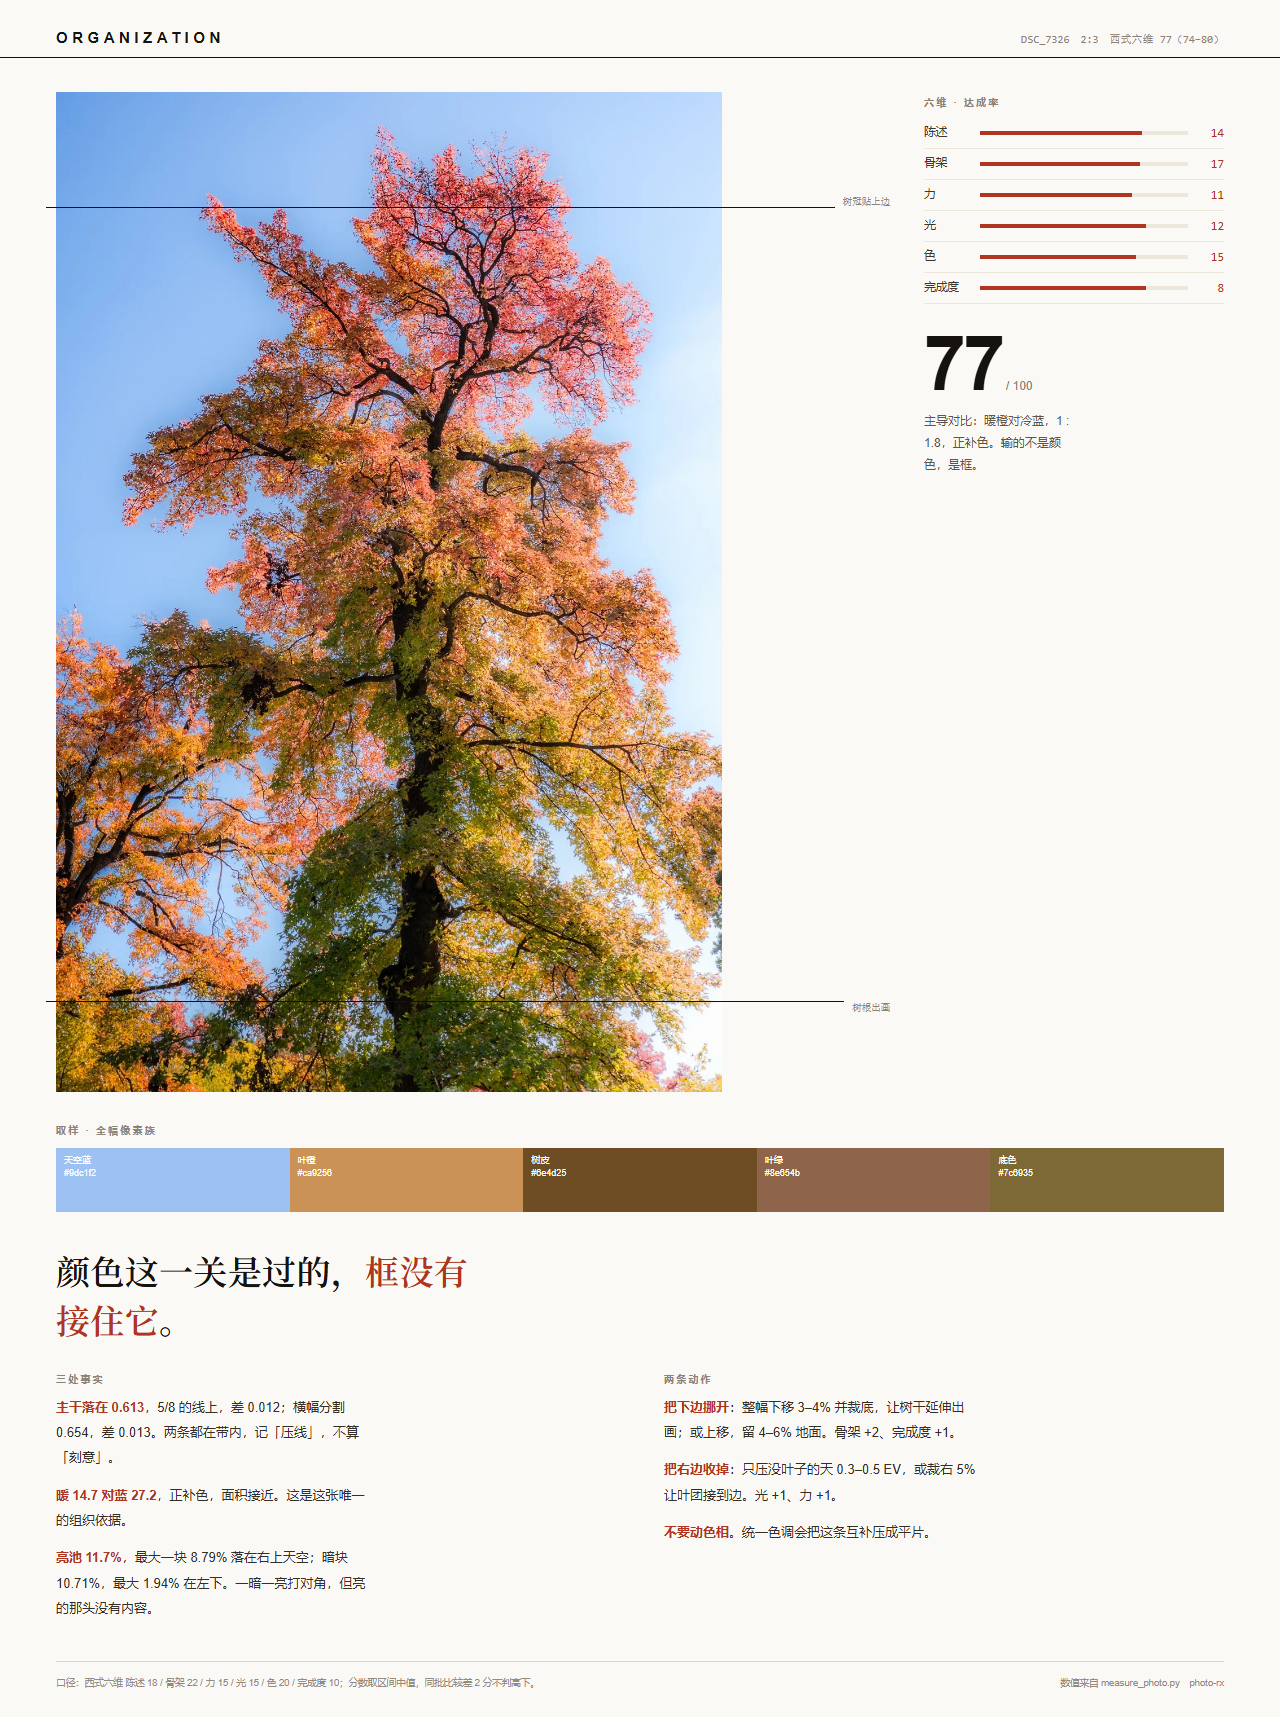 ORGANIZATION
DSC_7326 2:3 西式六维 77（74–80）
六维 · 达成率
陈述 14
骨架 17
力 11
光 12
色 15
完成度 8
树冠贴上边
77 / 100
主导对比：暖橙对冷蓝，1 :
1.8，正补色。输的不是颜
色，是框。
树根出画
取样 · 全幅像素族
天空蓝
#9dc1f2
叶橙
#ca9256
树皮
#6e4d25
叶绿
#8e654b
底色
#7c6935
颜色这一关是过的，框没有
接住它。
三处事实
主干落在 0.613，5/8 的线上，差 0.012；横幅分割
0.654，差 0.013。两条都在带内，记「压线」，不算
「刻意」。
暖 14.7 对蓝 27.2，正补色，面积接近。这是这张唯一
的组织依据。
亮池 11.7%，最大一块 8.79% 落在右上天空；暗块
10.71%，最大 1.94% 在左下。一暗一亮打对角，但亮
的那头没有内容。
两条动作
把下边挪开：整幅下移 3–4% 并裁底，让树干延伸出
画；或上移，留 4–6% 地面。骨架 +2、完成度 +1。
把右边收掉：只压没叶子的天 0.3–0.5 EV，或裁右 5%
让叶团接到边。光 +1、力 +1。
不要动色相。统一色调会把这条互补压成平片。
口径：西式六维 陈述 18 / 骨架 22 / 力 15 / 光 15 / 色 20 / 完成度 10；分数取区间中值，同批比较差 2 分不判高下。
数值来自 measure_photo.py photo-rx